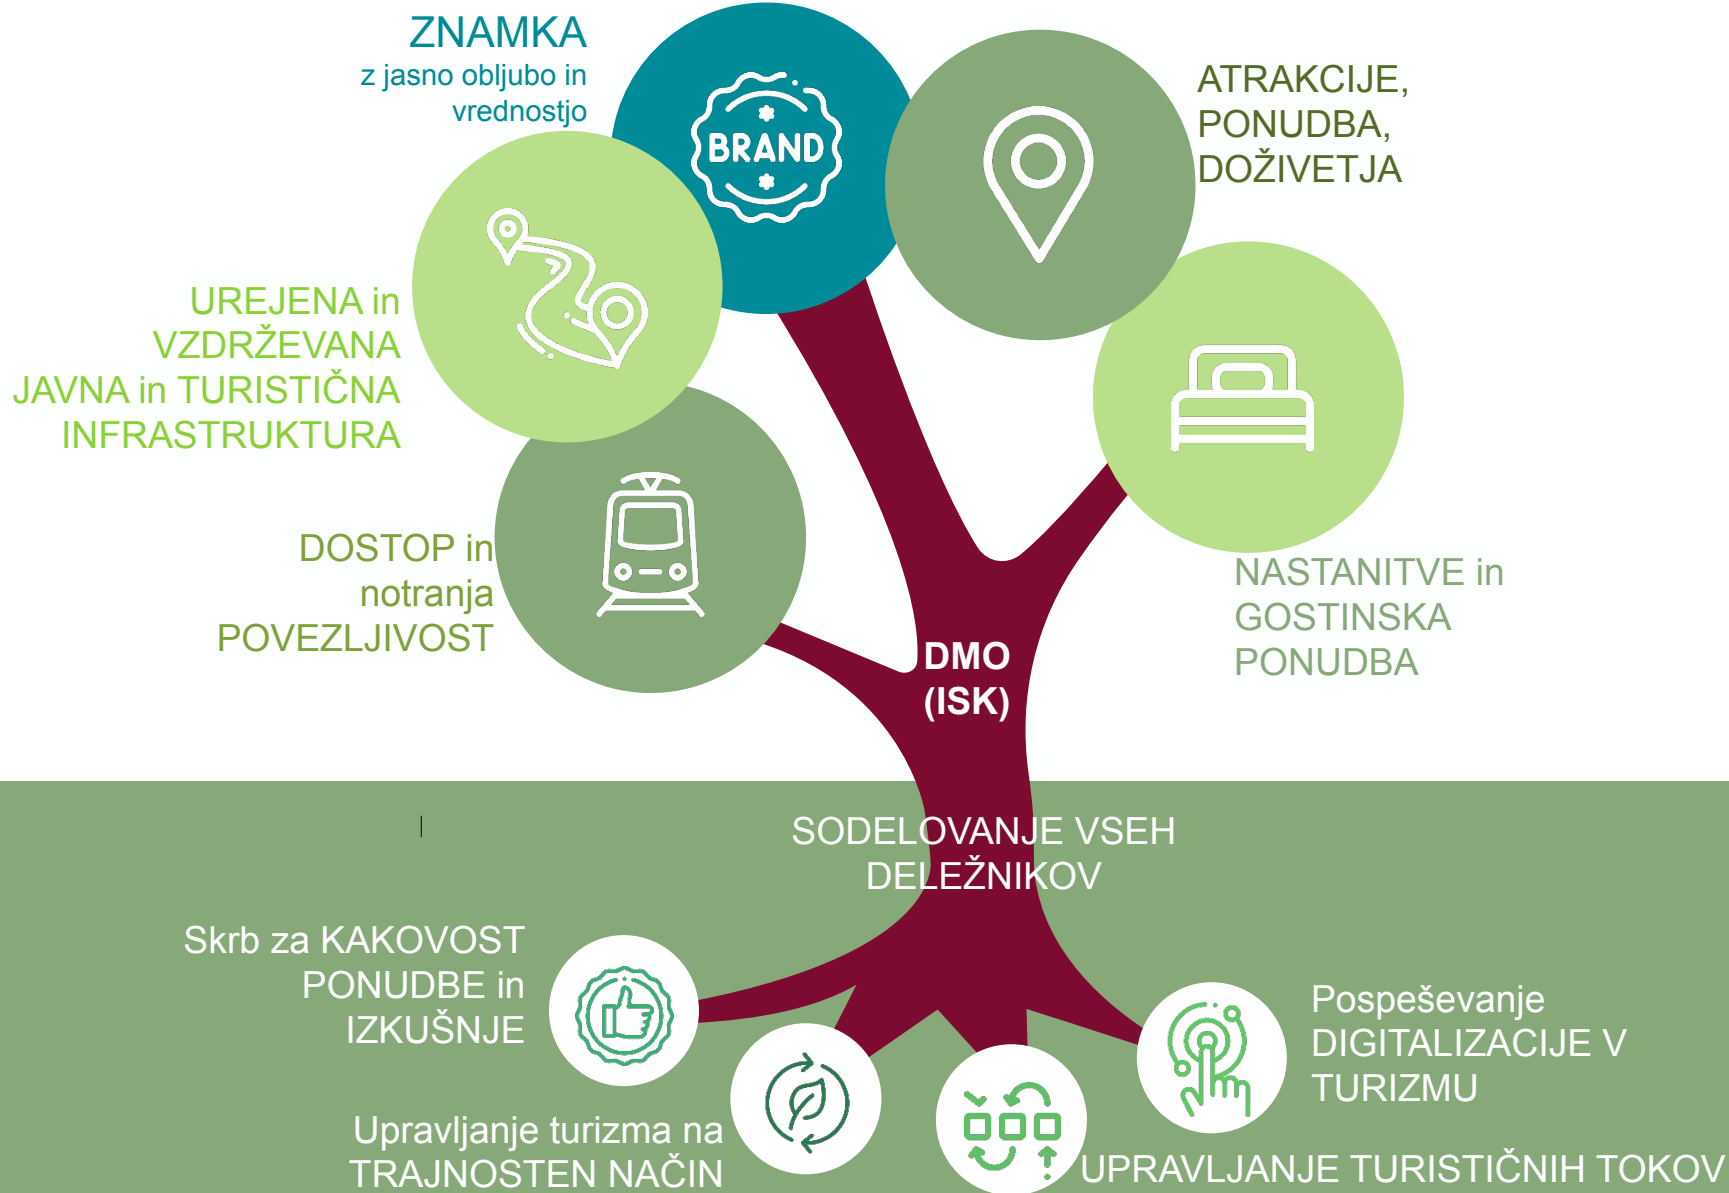 ZNAMKA
z jasno obljubo in
vrednostjo
BRAND
ATRAKCIJE,
PONUDBA,
DOŽIVETJA
UREJENA in
VZDRŽEVANA
JAVNA in TURISTIČNA
INFRASTRUKTURA
DOSTOP in
notranja
POVEZLJIVOST
NASTANITVE in
GOSTINSKA
PONUDBA
DMO
(ISK)
SODELOVANJE VSEH
DELEŽNIKOV
Skrb za KAKOVOST
PONUDBE in
IZKUŠNJE
Pospeševanje
DIGITALIZACIJE V
TURIZMU
Upravljanje turizma na
TRAJNOSTEN NAČIN
UPRAVLJANJE TURISTIČNIH TOKOV